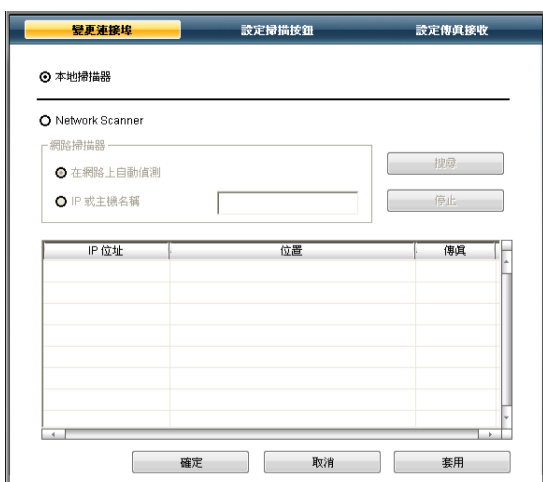 變更連接埠 設定掃描按鈕 設定傳真接收
本地掃描器
Network Scanner
網路掃描器
在網路上自動偵測
搜尋
IP 或主機名稱
停止
IP 位址 位置 傳真
確定 取消 套用